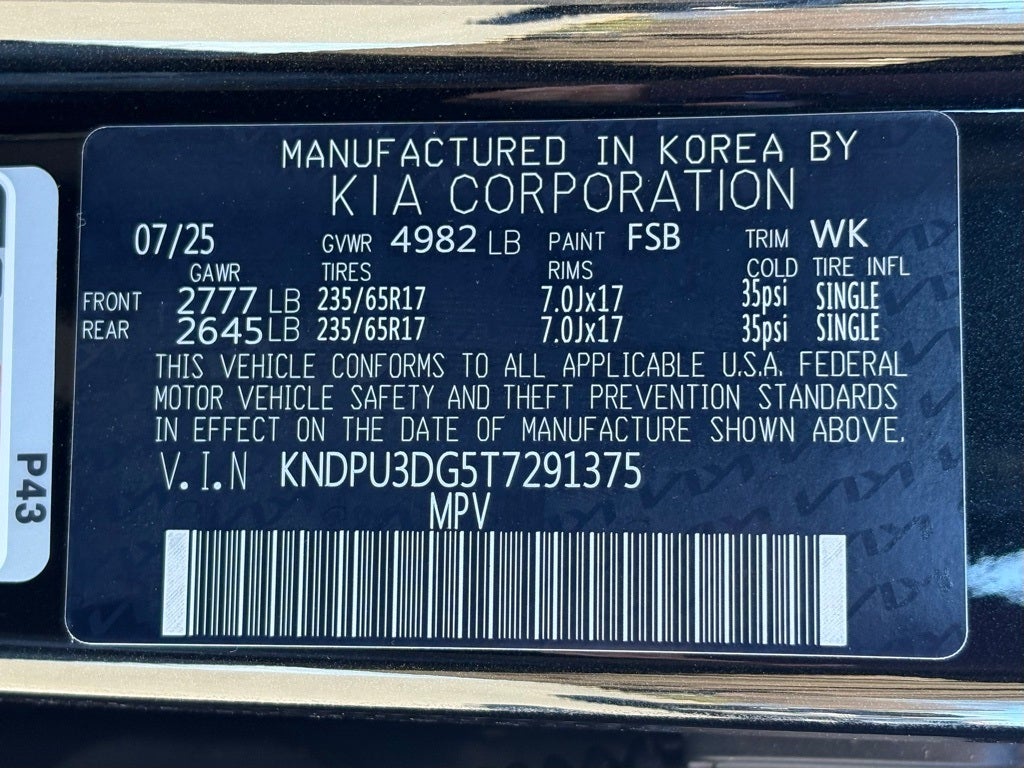 MANUFACTURED IN KOREA BY
KIA CORPORATION
07/25 GVWR 4982 LB PAINT FSB TRIM WK
GAWR TIRES RIMS COLD TIRE INFL
FRONT 2777 LB 235/65R17 7.0Jx17 35psi SINGLE
REAR 2645 LB 235/65R17 7.0Jx17 35psi SINGLE
THIS VEHICLE CONFORMS TO ALL APPLICABLE U.S.A. FEDERAL
MOTOR VEHICLE SAFETY AND THEFT PREVENTION STANDARDS
IN EFFECT ON THE DATE OF MANUFACTURE SHOWN ABOVE.
V.I.N KNDPU3DG5T7291375
MPV
P43